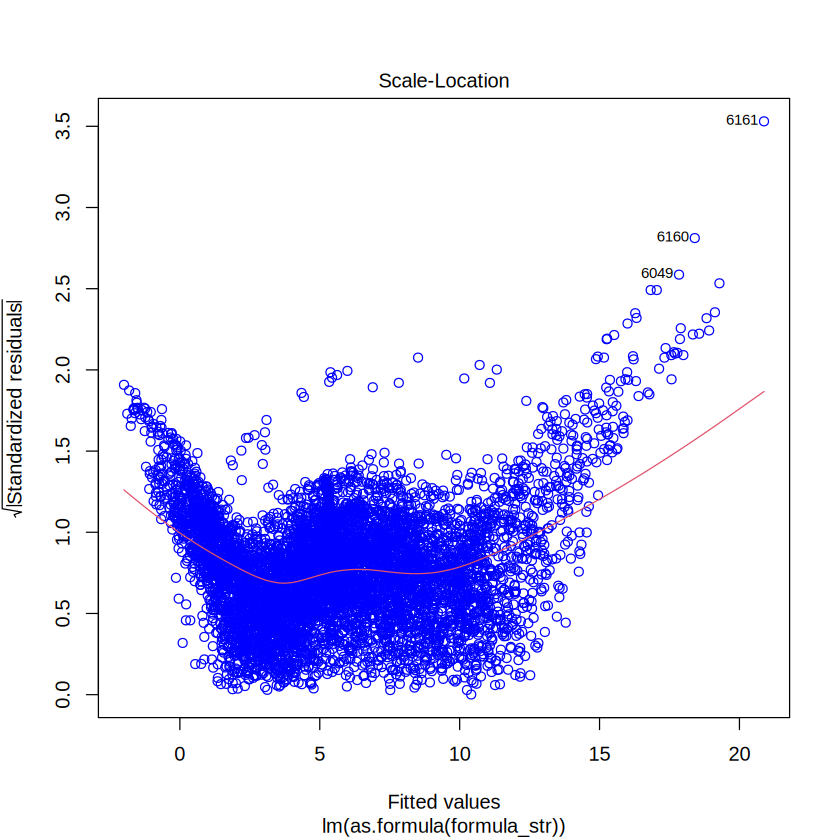 Scale-Location
√|Standardized residuals|
3.5
3.0
2.5
2.0
1.5
1.0
0.5
0.0
6161
6160
6049
0 5 10 15 20
Fitted values
lm(as.formula(formula_str))